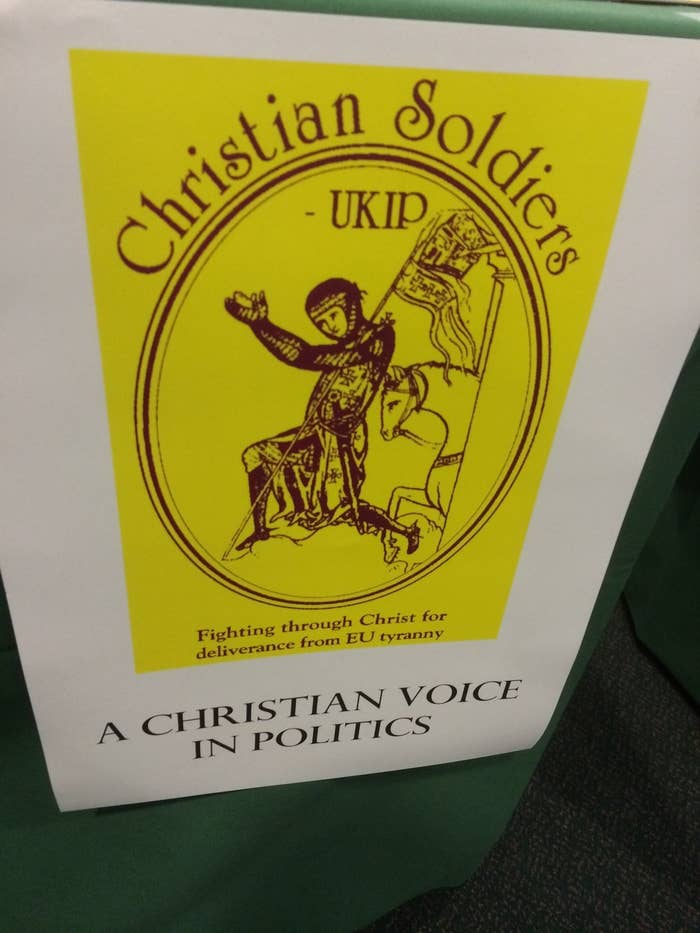 Christian Soldiers
- UKIP
Fighting through Christ for
deliverance from EU tyranny
A CHRISTIAN VOICE
IN POLITICS